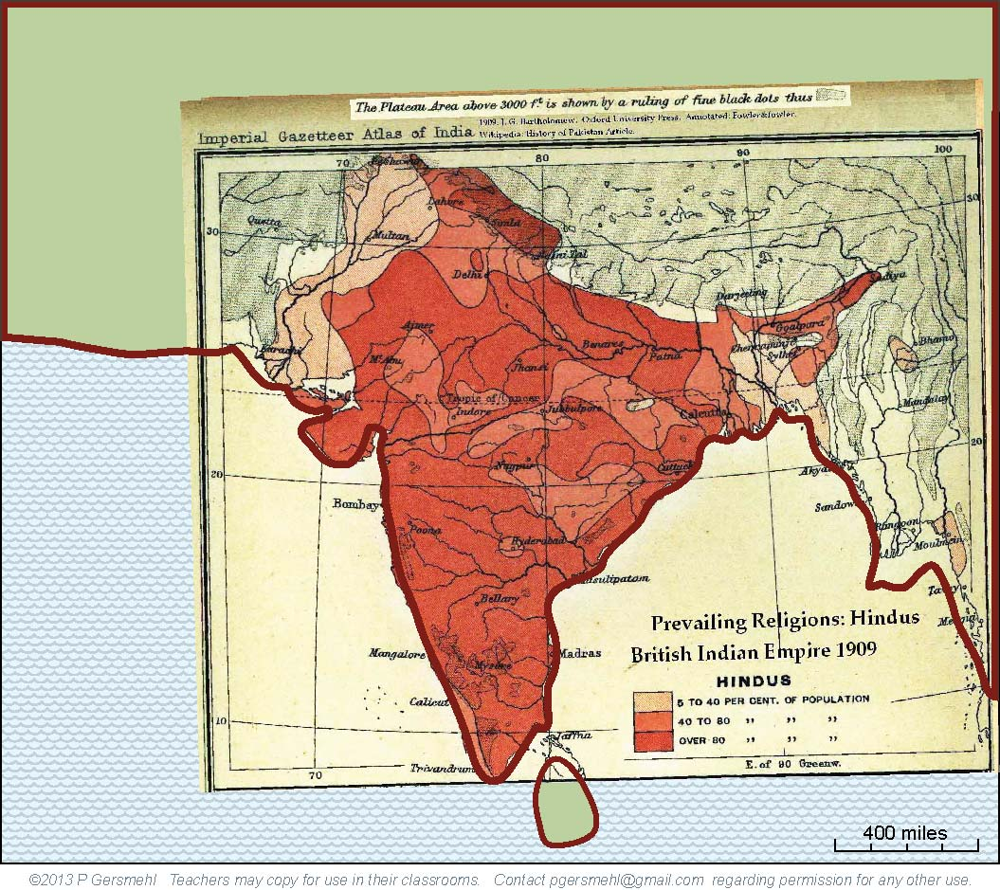 The Plateau Area above 3000 f.t is shown by a ruling of fine black dots thus
1909. J. G. Bartholomew. Oxford University Press. Annotated: Fowler&fowler.
Imperial Gazetteer Atlas of India
Wikipedia: History of Pakistan Article.
70
80
90
100
Peshawar
Lahore
Simla
30
Quetta
30
Multan
Naini Tal
Delhi
Sadiya
Darjeeling
Goalpara
Karachi
Ajmer
Benares
Patna
Cherrapunji
Bhamo
Mt Abu
Jhansi
Sylhet
Tropic of Cancer
Indore
Jubbulpore
Calcutta
Mandalay
20
20
Nagpur
Cuttack
Akyab
Bombay
Sandow
Poona
Rangoon
Hyderabad
Moulmein
Masulipatam
Tavoy
Bellary
Prevailing Religions: Hindus
British Indian Empire 1909
Mangalore
Mysore
Madras
HINDUS
5 TO 40 PER CENT. OF POPULATION
Calicut
40 TO 80 ,, ,, ,,
10
OVER 80 ,, ,, ,,
Jaffna
E. of 90 Greenw.
Trivandrum
70
400 miles
©2013 P Gersmehl Teachers may copy for use in their classrooms. Contact pgersmehl@gmail.com regarding permission for any other use.